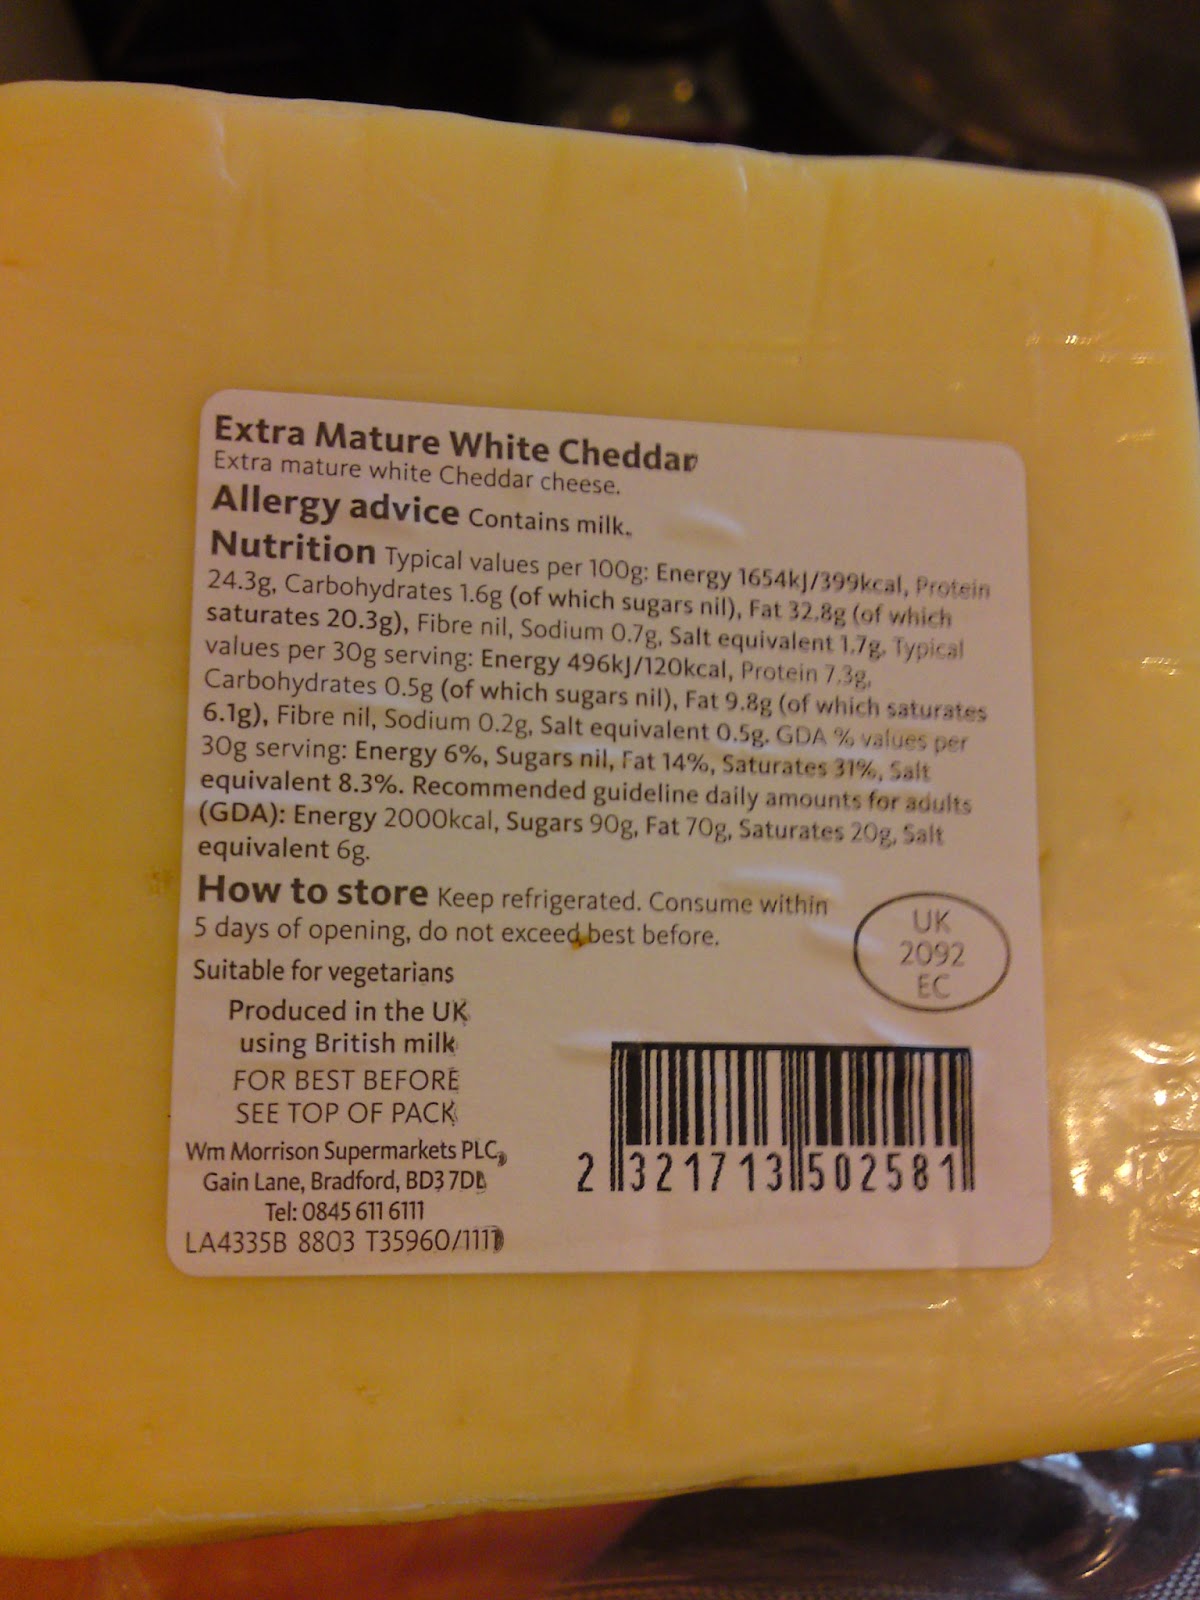 Extra Mature White Cheddar
Extra mature white Cheddar cheese.
Allergy advice Contains milk.
Nutrition Typical values per 100g: Energy 1654kJ/399kcal, Protein
24.3g, Carbohydrates 1.6g (of which sugars nil), Fat 32.8g (of which
saturates 20.3g), Fibre nil, Sodium 0.7g, Salt equivalent 1.7g, Typical
values per 30g serving: Energy 496kJ/120kcal, Protein 7.3g,
Carbohydrates 0.5g (of which sugars nil), Fat 9.8g (of which saturates
6.1g), Fibre nil, Sodium 0.2g, Salt equivalent 0.5g. GDA % values per
30g serving: Energy 6%, Sugars nil, Fat 14%, Saturates 31%, Salt
equivalent 8.3%. Recommended guideline daily amounts for adults
(GDA): Energy 2000kcal, Sugars 90g, Fat 70g, Saturates 20g, Salt
equivalent 6g.
How to store Keep refrigerated. Consume within
5 days of opening, do not exceed best before.
UK
2092
EC
Suitable for vegetarians
Produced in the UK
using British milk
FOR BEST BEFORE
SEE TOP OF PACK
Wm Morrison Supermarkets PLC,
Gain Lane, Bradford, BD3 7DL
Tel: 0845 611 6111
LA4335B 8803 T35960/1111
2 321713 502581